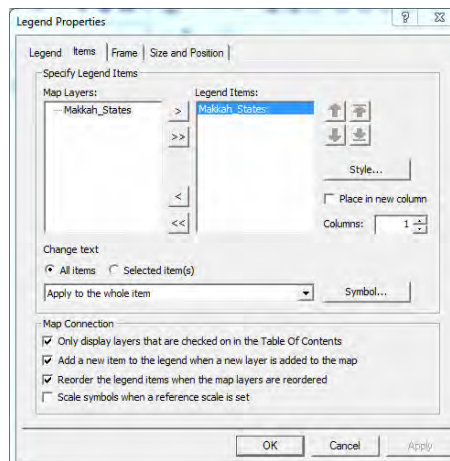 Legend Properties
Legend Items Frame Size and Position
Specify Legend Items
Map Layers: Legend Items:
Makkah_States > Makkah_States
>>
Style...
< Place in new column
<< Columns: 1
Change text
All items Selected item(s)
Apply to the whole item Symbol...
Map Connection
Only display layers that are checked on in the Table Of Contents
Add a new item to the legend when a new layer is added to the map
Reorder the legend items when the map layers are reordered
Scale symbols when a reference scale is set
OK Cancel Apply